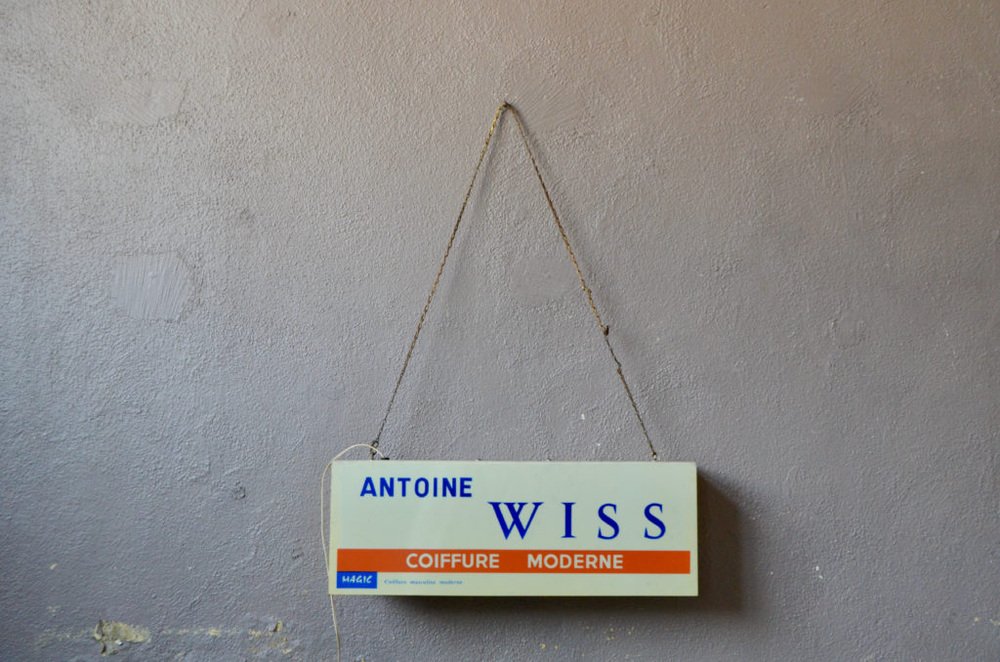 ANTOINE
WISS
COIFFURE MODERNE
MAGIC Coiffure masculine moderne